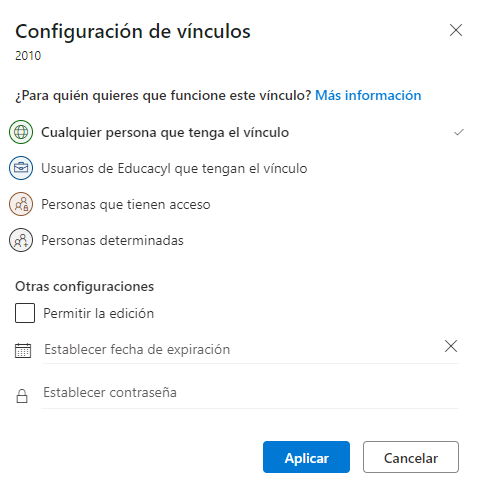 Configuración de vínculos
2010
¿Para quién quieres que funcione este vínculo? Más información
Cualquier persona que tenga el vínculo
Usuarios de Educacyl que tengan el vínculo
Personas que tienen acceso
Personas determinadas
Otras configuraciones
Permitir la edición
Establecer fecha de expiración
Establecer contraseña
Aplicar
Cancelar